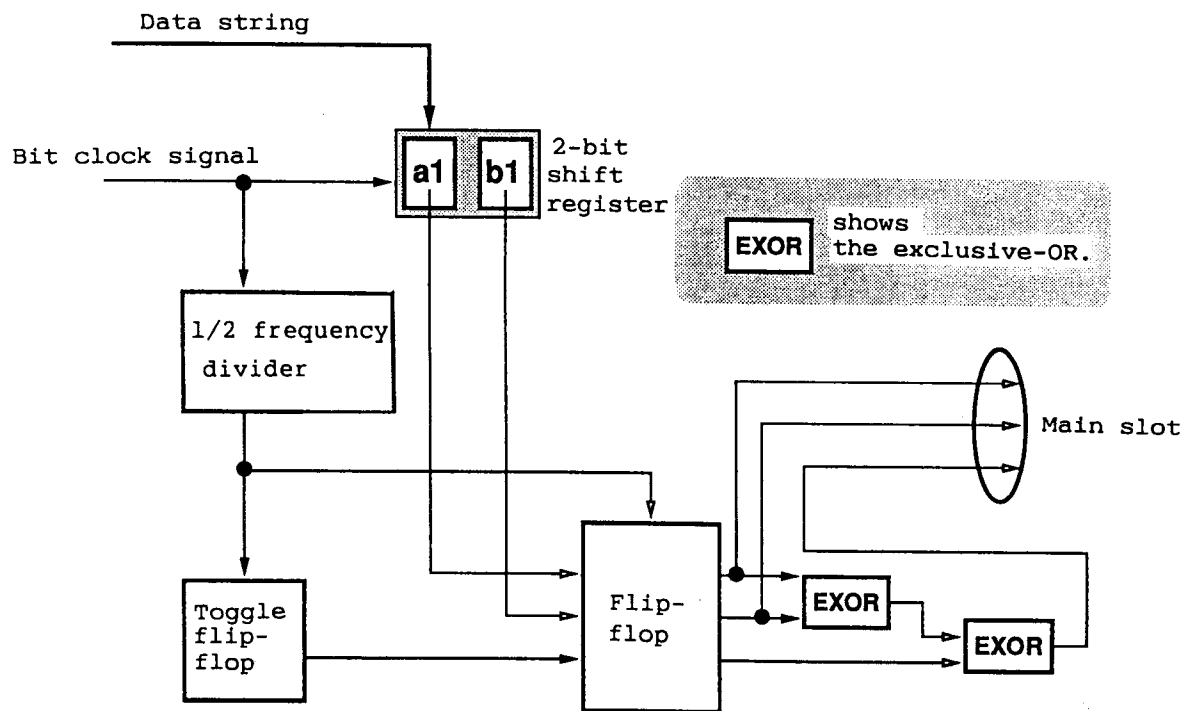 Data string
Bit clock signal
a1
b1
2-bit
shift
register
EXOR
shows
the exclusive-OR.
1/2 frequency
divider
Main slot
Toggle
flip-
flop
Flip-
flop
EXOR
EXOR